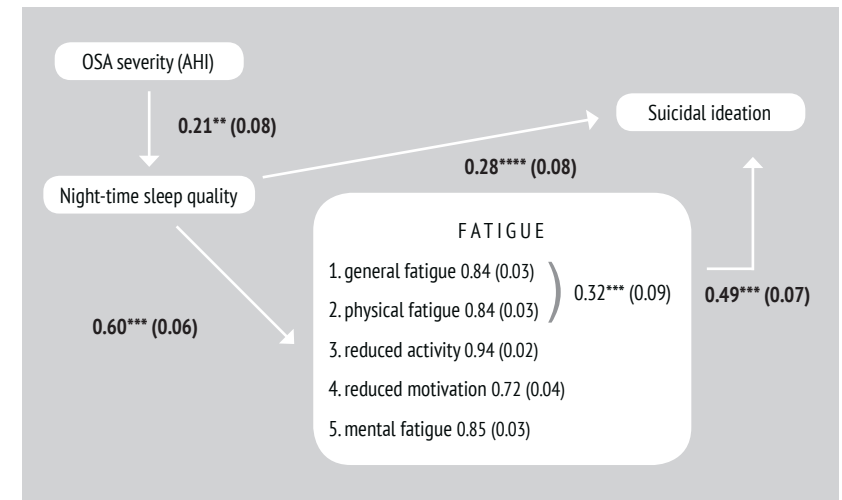 OSA severity (AHI)
0.21** (0.08)
Suicidal ideation
0.28**** (0.08)
Night-time sleep quality
FATIGUE
1. general fatigue 0.84 (0.03)
2. physical fatigue 0.84 (0.03)
0.32*** (0.09)
0.49*** (0.07)
0.60*** (0.06)
3. reduced activity 0.94 (0.02)
4. reduced motivation 0.72 (0.04)
5. mental fatigue 0.85 (0.03)